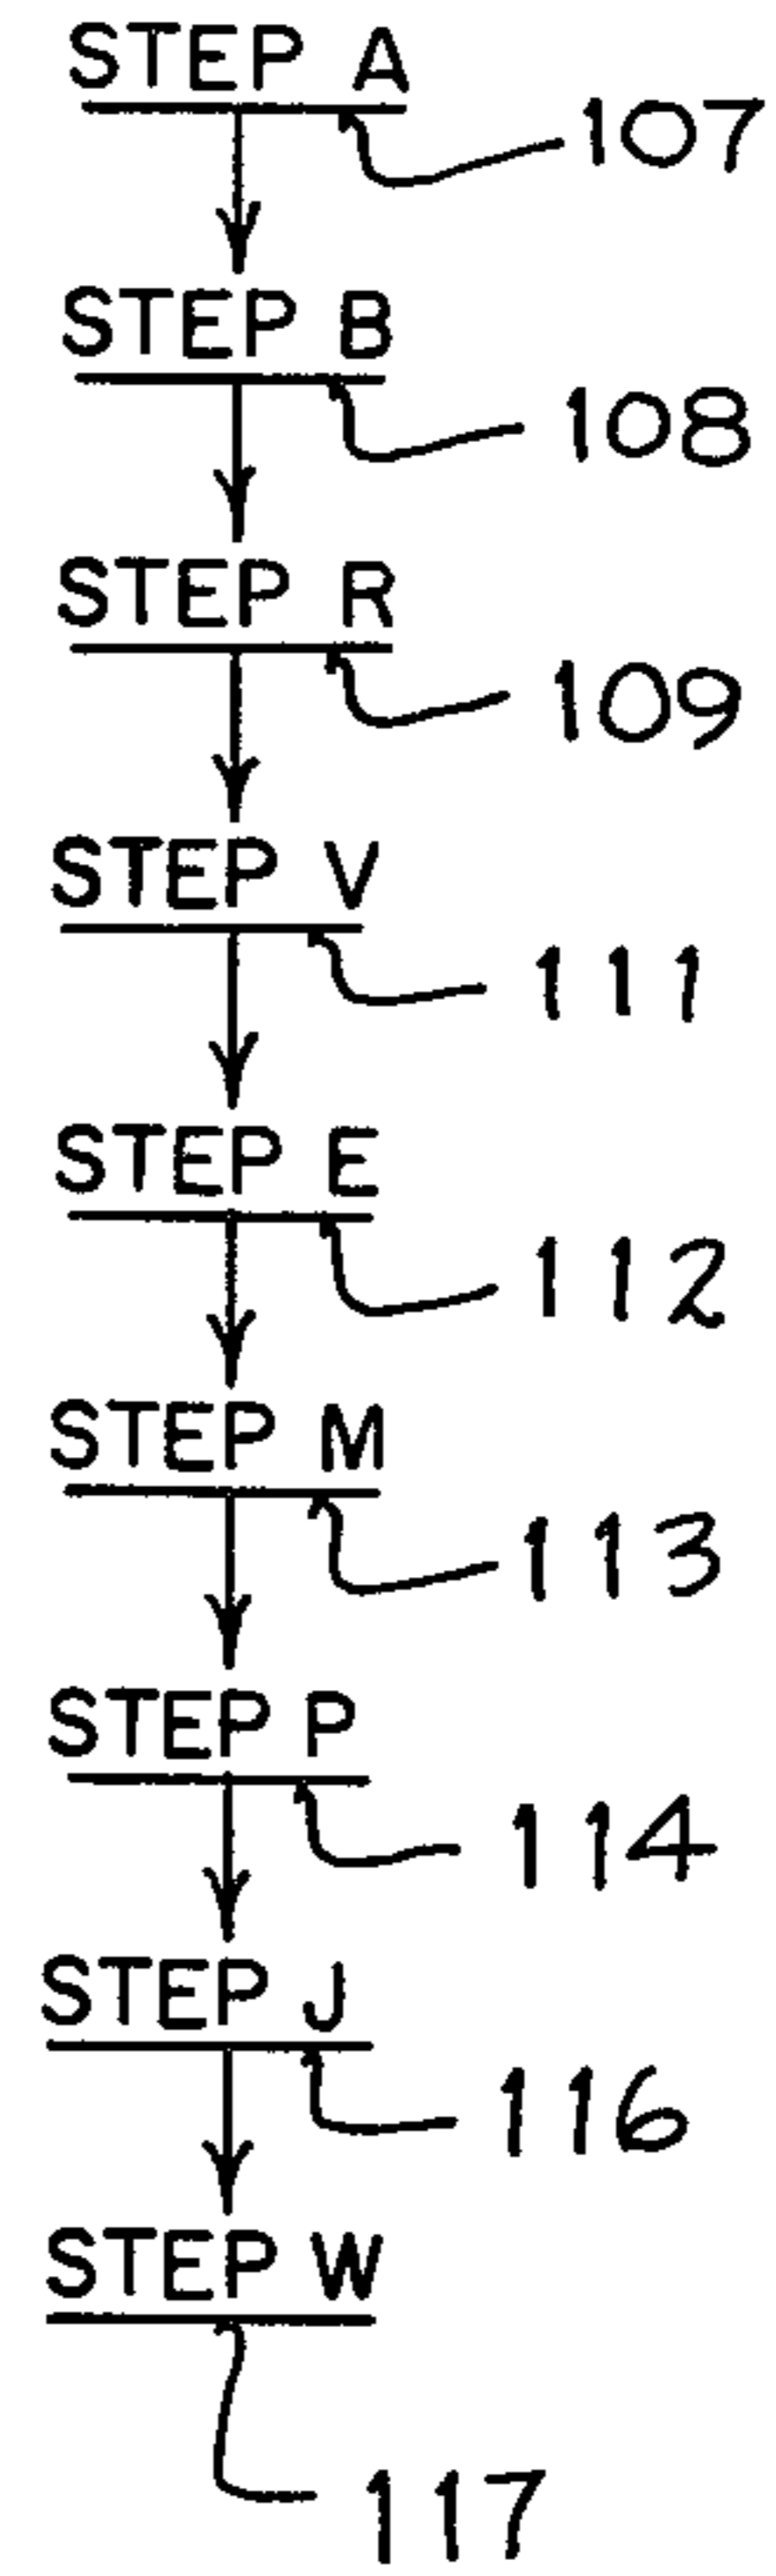 STEP A
107
STEP B
108
STEP R
109
STEP V
111
STEP E
112
STEP M
113
STEP P
114
STEP J
116
STEP W
117